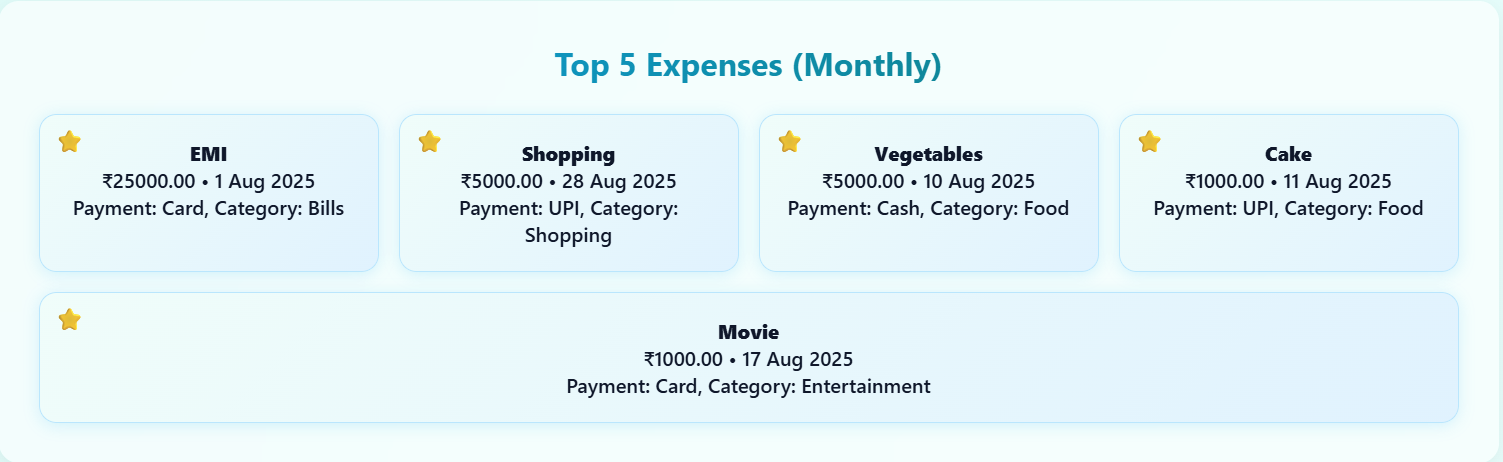 Top 5 Expenses (Monthly)
EMI
₹25000.00 • 1 Aug 2025
Payment: Card, Category: Bills
Shopping
₹5000.00 • 28 Aug 2025
Payment: UPI, Category:
Shopping
Vegetables
₹5000.00 • 10 Aug 2025
Payment: Cash, Category: Food
Cake
₹1000.00 • 11 Aug 2025
Payment: UPI, Category: Food
Movie
₹1000.00 • 17 Aug 2025
Payment: Card, Category: Entertainment